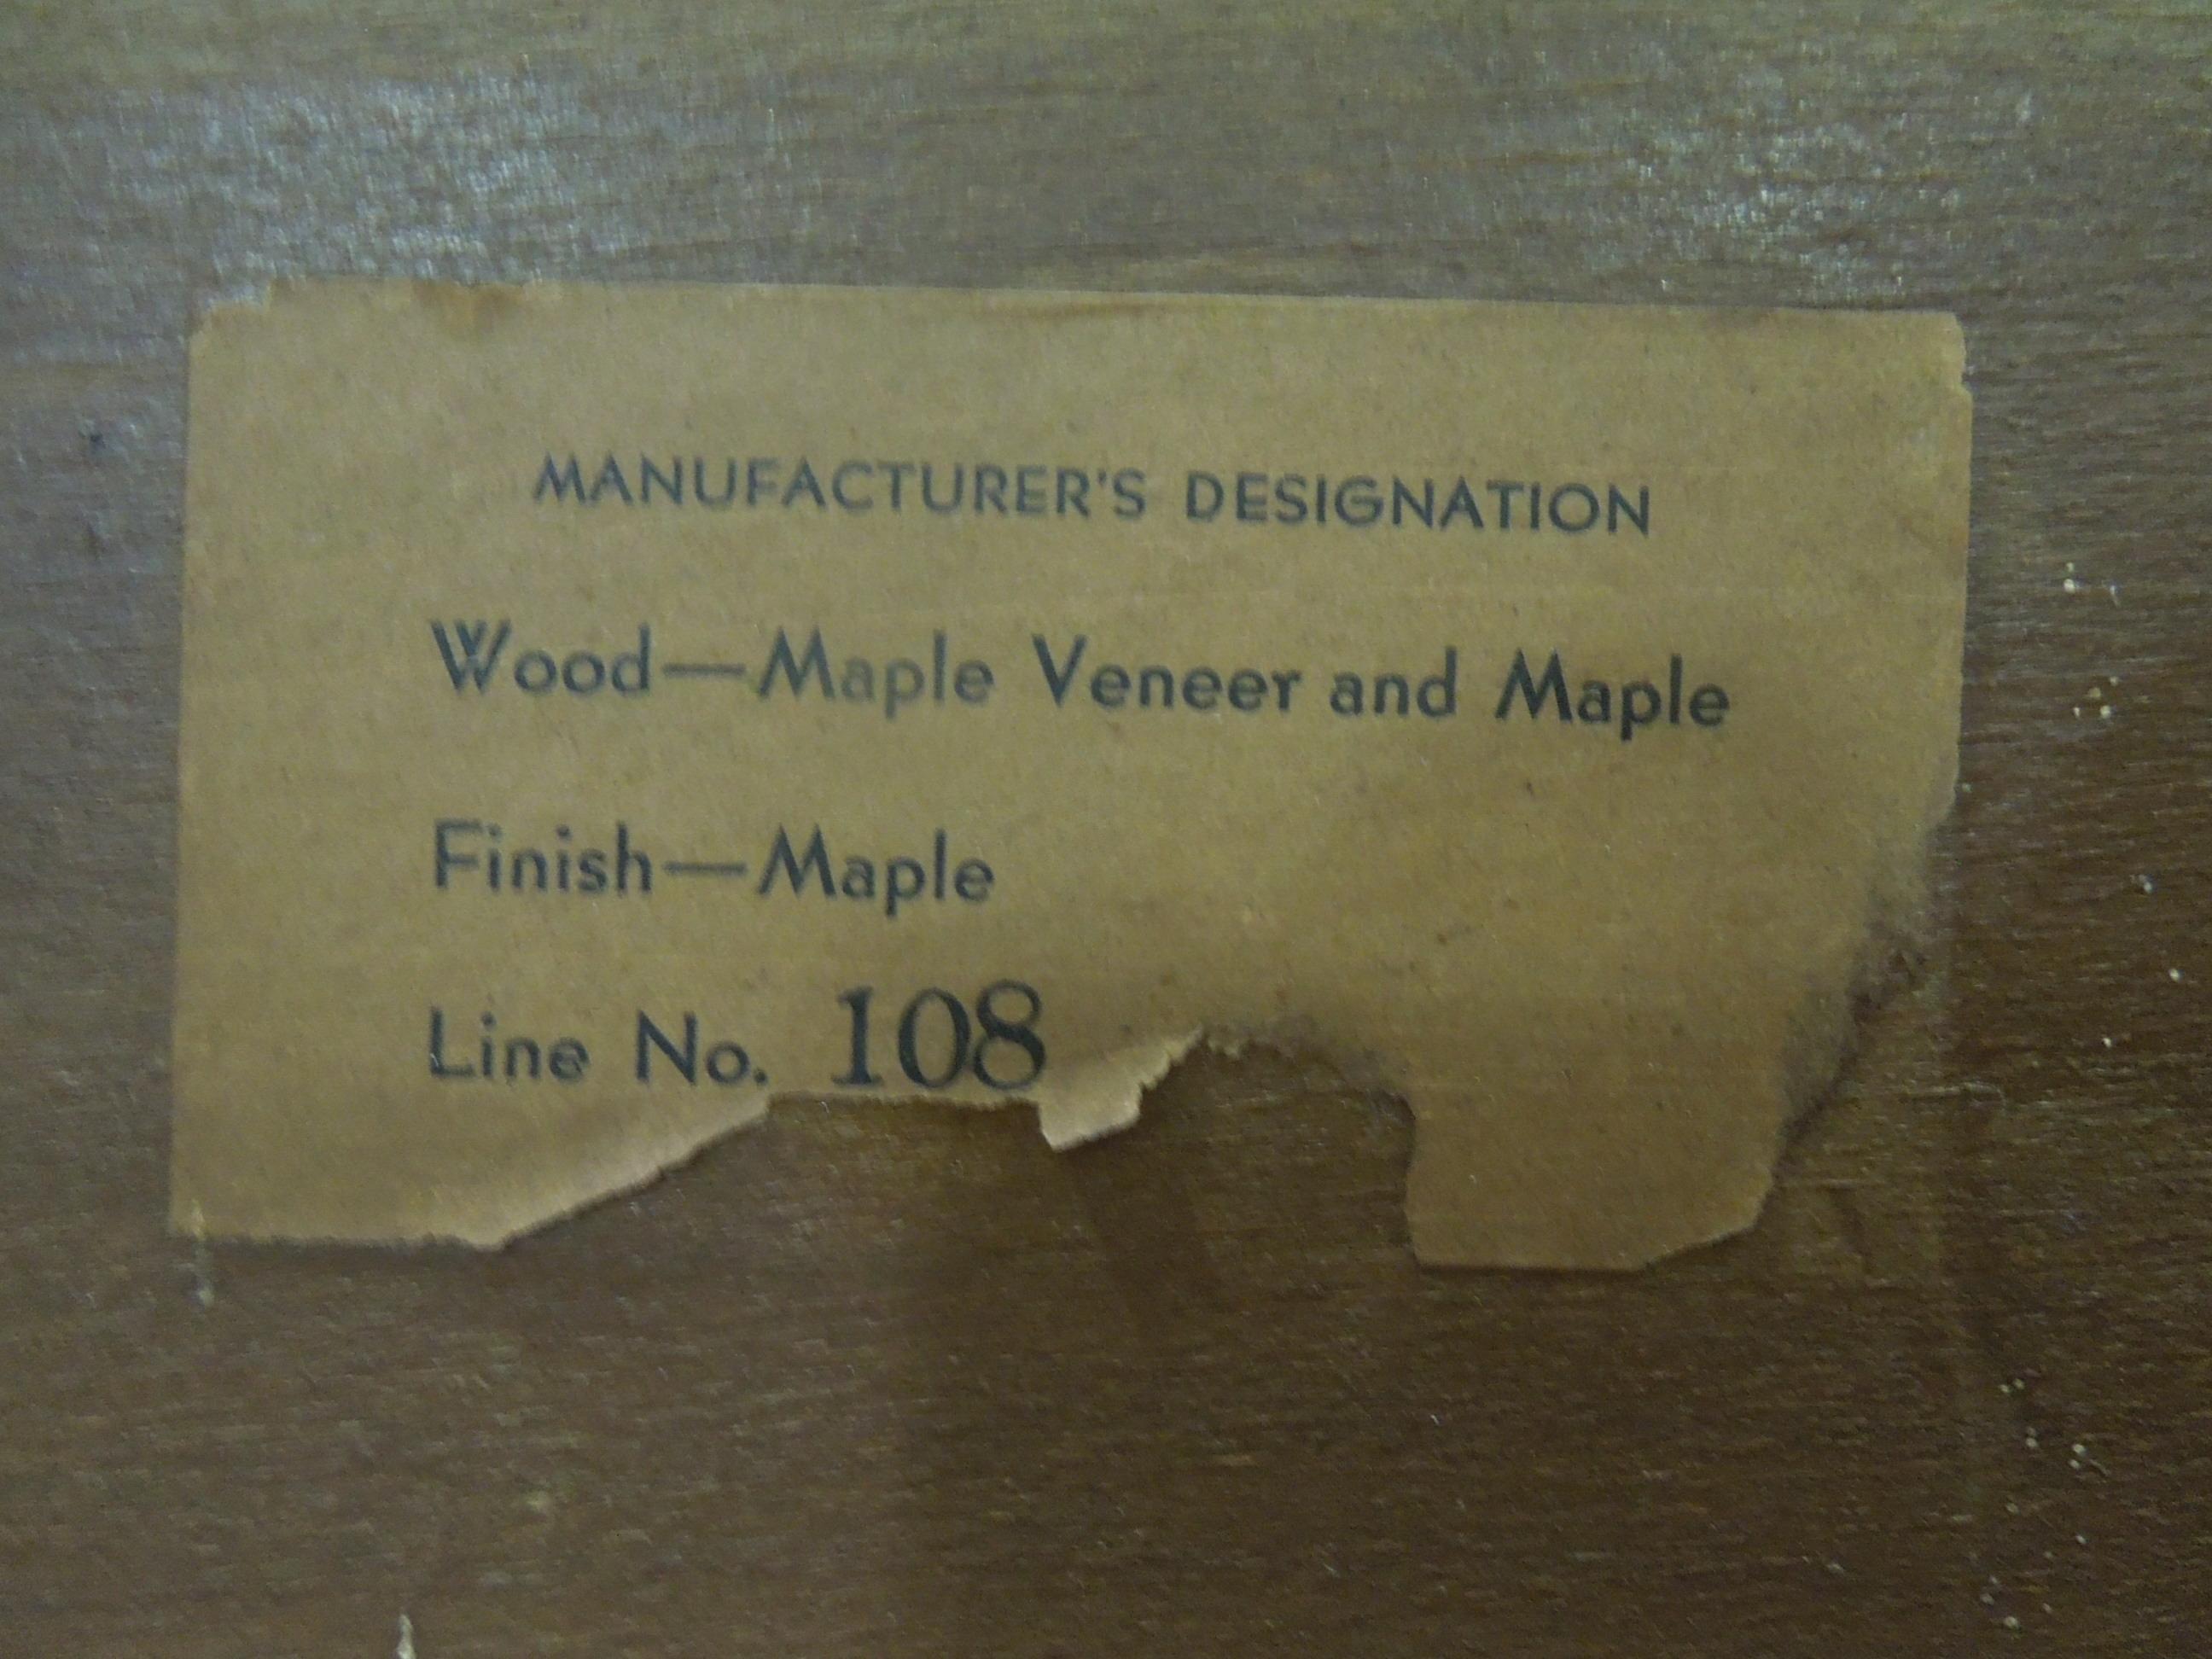 MANUFACTURER'S DESIGNATION
Wood—Maple Veneer and Maple
Finish—Maple
Line No. 108